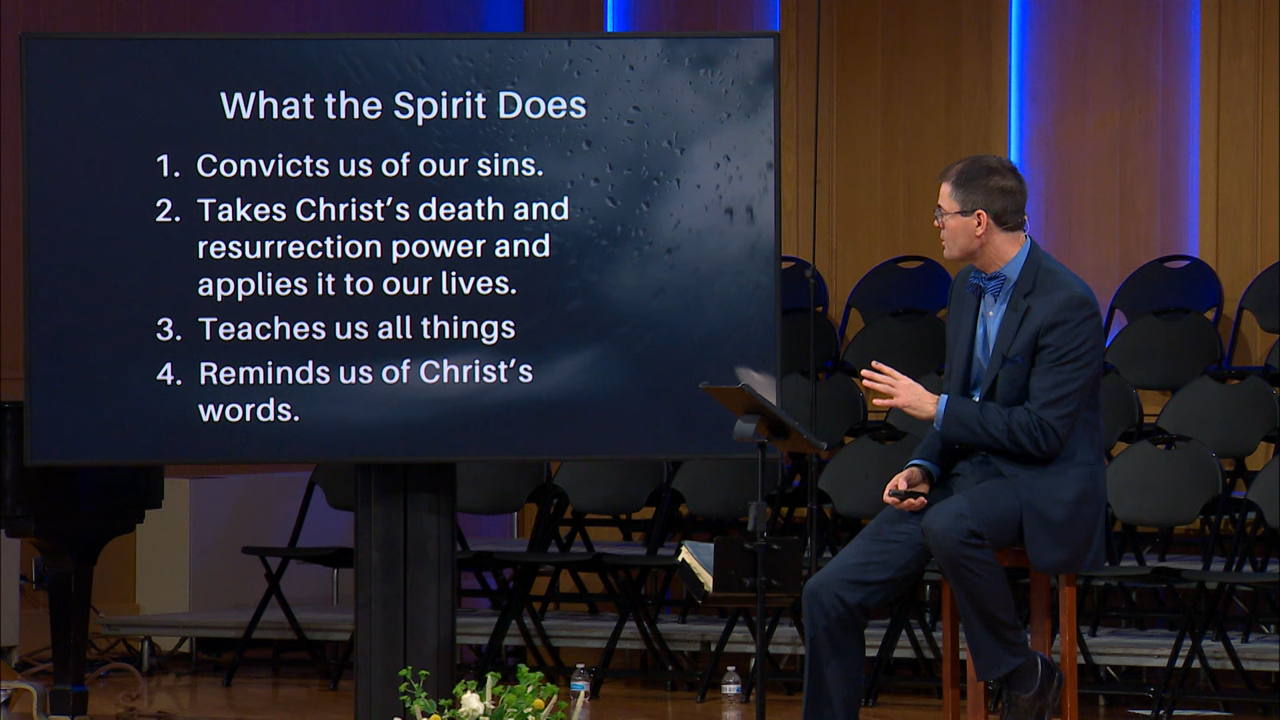 What the Spirit Does
1. Convicts us of our sins.
2. Takes Christ's death and
resurrection power and
applies it to our lives.
3. Teaches us all things
4. Reminds us of Christ's
words.